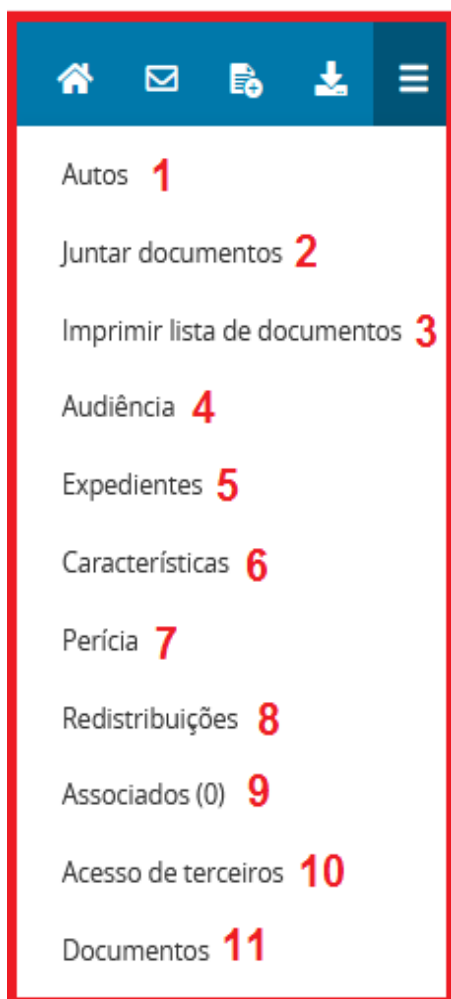 Autos 1
Juntar documentos 2
Imprimir lista de documentos 3
Audiência 4
Expedientes 5
Características 6
Perícia 7
Redistribuições 8
Associados (0) 9
Acesso de terceiros 10
Documentos 11